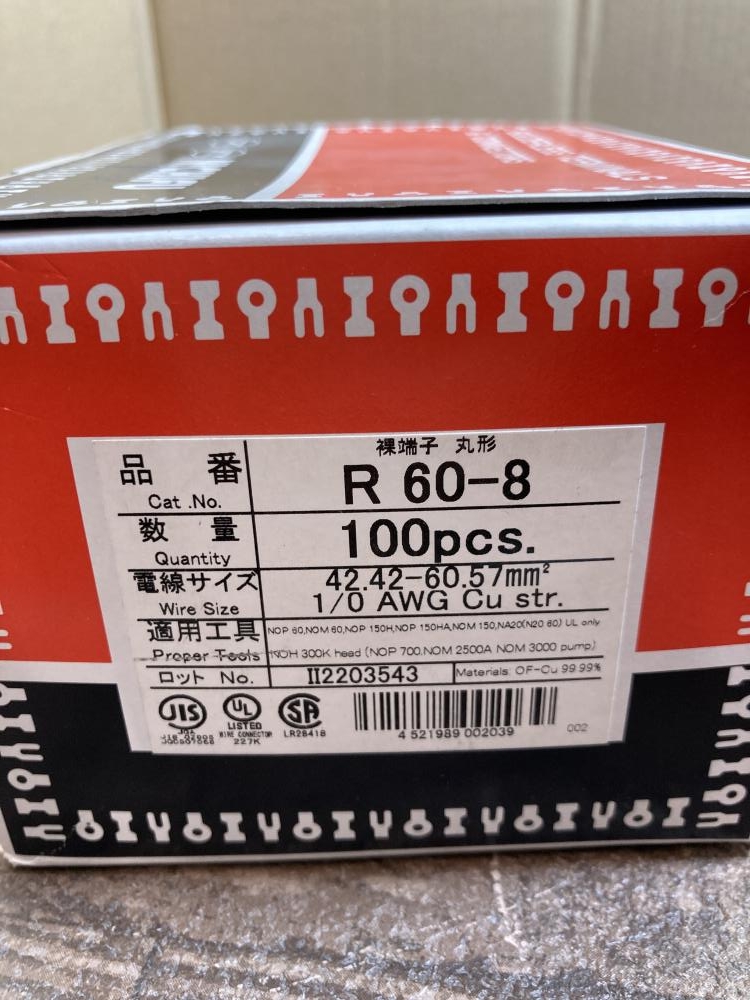 裸端子 丸形
品番 R 60-8
Cat .No.
数量 100pcs.
Quantity
電線サイズ 42.42-60.57mm²
Wire Size 1/0 AWG Cu str.
適用工具 NOP 60,NOM 60,NOP 150H,NOP 150HA,NOM 150,NA20(N20 60) UL only
Proper Tools NOH 300K head (NOP 700,NOM 2500A NOM 3000 pump)
ロット No. II2203543 Materials: OF-Cu 99.99%
JIS UL SA
JQA LISTED LR28418
WIRE CONNECTOR
227K
4 521989 002039 002